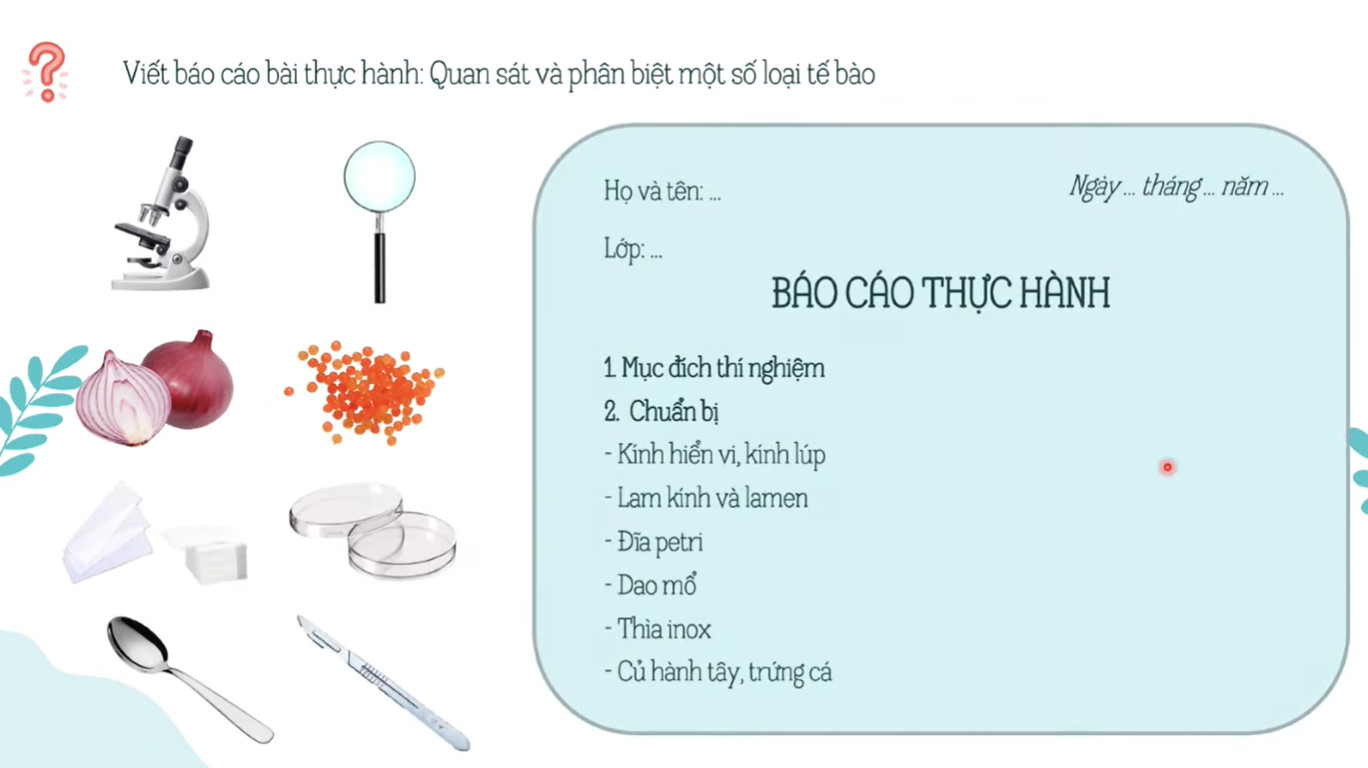 Viết báo cáo bài thực hành: Quan sát và phân biệt một số loại tế bào
Họ và tên: ...
Ngày ... tháng ... năm ...
Lớp: ...
BÁO CÁO THỰC HÀNH
1 Mục đích thí nghiệm
2. Chuẩn bị
- Kính hiển vi, kính lúp
- Lam kính và lamen
- Đĩa petri
- Dao mổ
- Thìa inox
- Củ hành tây, trứng cá